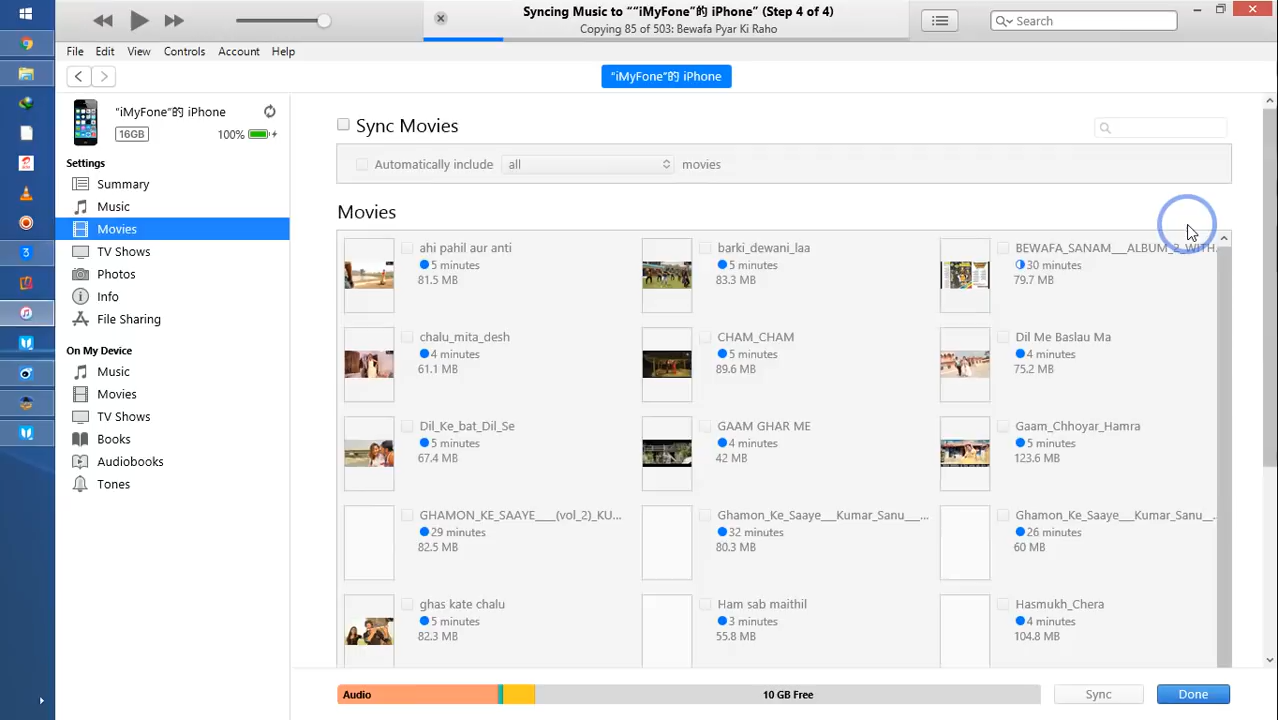 Syncing Music to ““iMyFone”的 iPhone” (Step 4 of 4)
Copying 85 of 503: Bewafa Pyar Ki Raho
Search
File Edit View Controls Account Help
“iMyFone”的 iPhone
“iMyFone”的 iPhone
16GB 100%
Settings
Summary
Music
Movies
TV Shows
Photos
Info
File Sharing
On My Device
Music
Movies
TV Shows
Books
Audiobooks
Tones
Sync Movies
Automatically include all movies
Movies
ahi pahil aur anti
5 minutes
81.5 MB
barki_dewani_laa
5 minutes
83.3 MB
BEWAFA_SANAM___ALBUM_2_WITH...
30 minutes
79.7 MB
chalu_mita_desh
4 minutes
61.1 MB
CHAM_CHAM
5 minutes
89.6 MB
Dil Me Baslau Ma
4 minutes
75.2 MB
Dil_Ke_bat_Dil_Se
5 minutes
67.4 MB
GAAM GHAR ME
4 minutes
42 MB
Gaam_Chhoyar_Hamra
5 minutes
123.6 MB
GHAMON_KE_SAAYE___(vol_2)_KU...
29 minutes
82.5 MB
Ghamon_Ke_Saaye___Kumar_Sanu___...
32 minutes
80.3 MB
Ghamon_Ke_Saaye___Kumar_Sanu__...
26 minutes
60 MB
ghas kate chalu
5 minutes
82.3 MB
Ham sab maithil
3 minutes
55.8 MB
Hasmukh_Chera
4 minutes
104.8 MB
Audio
10 GB Free
Sync
Done